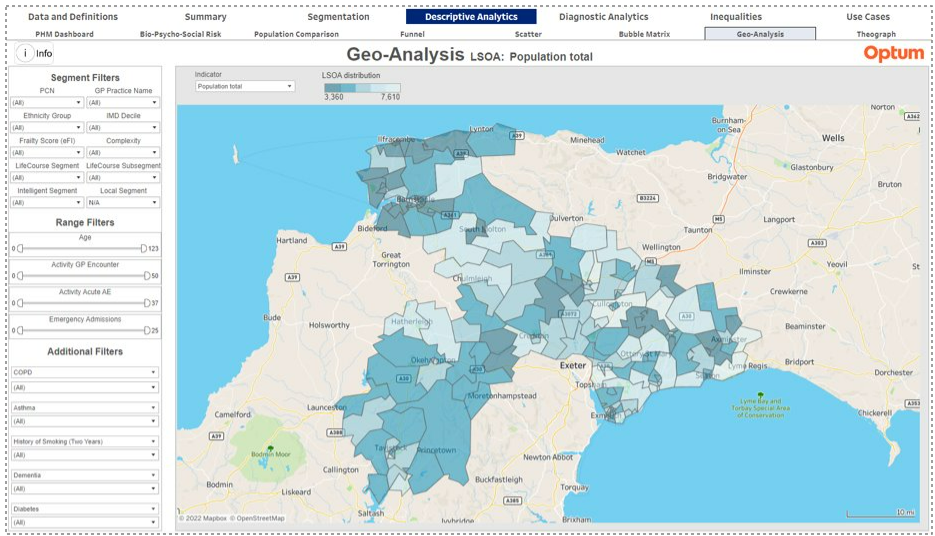 Data and Definitions Summary Segmentation Descriptive Analytics Diagnostic Analytics Inequalities Use Cases
PHM Dashboard Bio-Psycho-Social Risk Population Comparison Funnel Scatter Bubble Matrix Geo-Analysis Theograph
i Info
Geo-Analysis LSOA: Population total
Optum
Segment Filters
PCN GP Practice Name
(All) (All)
Ethnicity Group IMD Decile
(All) (All)
Frailty Score (eFI) Complexity
(All) (All)
LifeCourse Segment LifeCourse Subsegment
(All) (All)
Intelligent Segment Local Segment
(All) N/A
Range Filters
Age
0 123
Activity GP Encounter
0 50
Activity Acute AE
0 37
Emergency Admissions
0 25
Additional Filters
COPD
(All)
Asthma
(All)
History of Smoking (Two Years)
(All)
Dementia
(All)
Diabetes
(All)
Indicator
Population total
LSOA distribution
3,360 7,610
Norton
A362
Burnham-
on Sea
Lynton
A39
Ilfracombe
Minehead
Wells
Watchet
Glastonbury
Bridgwater
Bruton
Barnstaple
B3224
A361
Dulverton
M5
Langport
Bideford
South Molton
Taunton
Hartland
A39
A303
Wellington
Great
Torrington
M5
Yeovil
Ilminster
A39
Chulmleigh
Crewkerne
Cullompton
Bude
Hatherleigh
A3072
A30
Holsworthy
Beaminster
Crediton
Axminster
Ottery St Mary
Okehampton
Exeter
Lyme Regis
Bridport
A30
A30
Dorchester
Topsham
Moretonhampstead
Launceston
Lyme Bay and
Torbay Special Area
of Conservation
A353
Camelford
Exmouth
Chickerell
A388
A39
Tavistock
Princetown
Bodmin Moor
Newton Abbot
Callington
Buckfastleigh
Bodmin
Liskeard
Torquay
A385
Saltash
Ivybridge
Brixham
© 2022 Mapbox © OpenStreetMap
10 mi